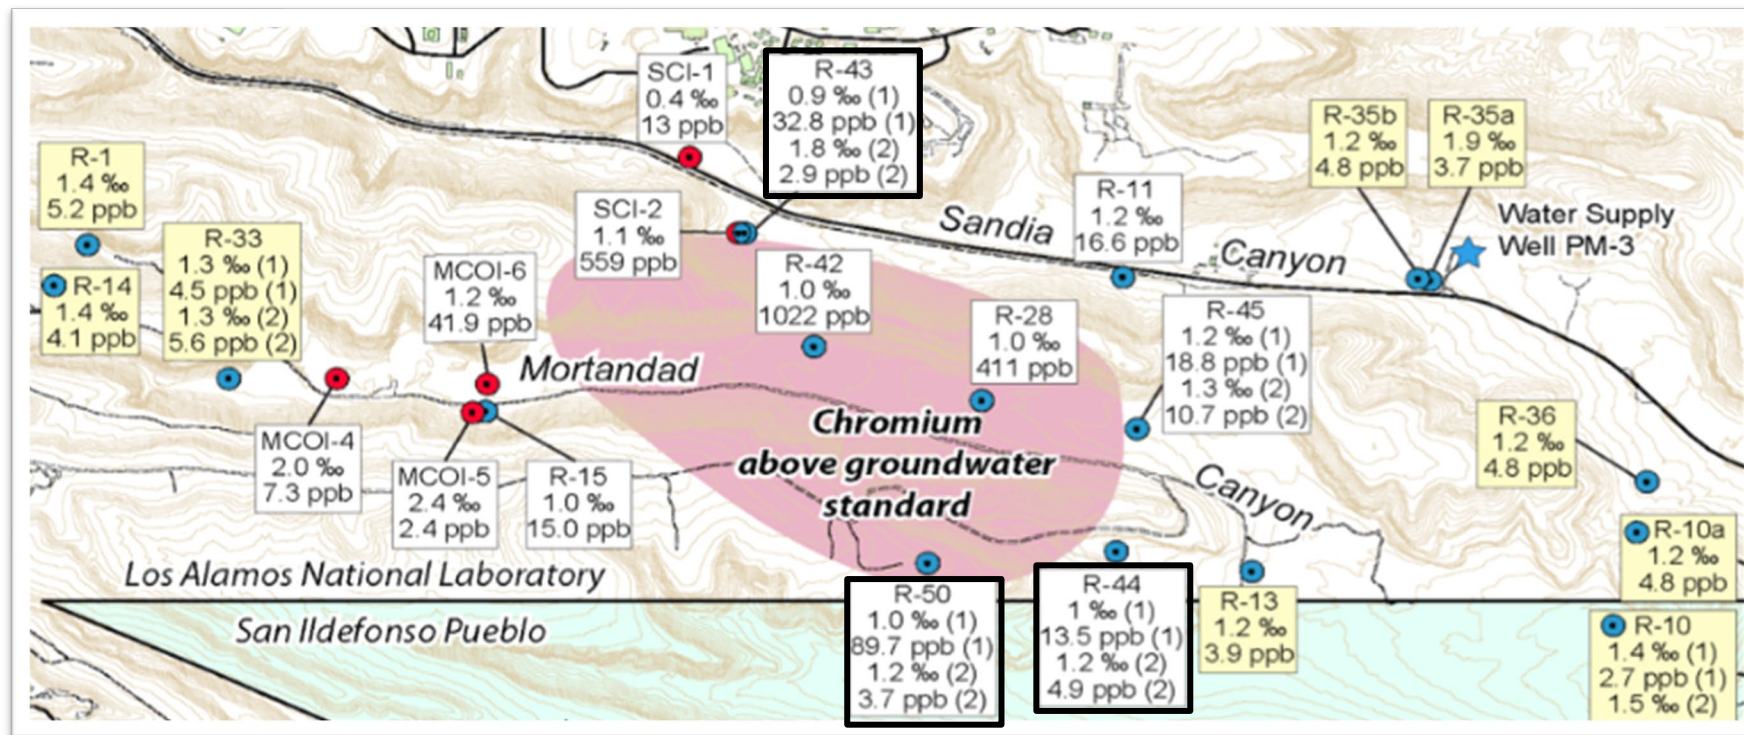 SCI-1
0.4 ‰
13 ppb
R-43
0.9 ‰ (1)
32.8 ppb (1)
1.8 ‰ (2)
2.9 ppb (2)
R-35b
1.2 ‰
4.8 ppb
R-35a
1.9 ‰
3.7 ppb
R-1
1.4 ‰
5.2 ppb
R-11
1.2 ‰
16.6 ppb
SCI-2
1.1 ‰
559 ppb
Sandia
Canyon
Water Supply
Well PM-3
R-33
1.3 ‰ (1)
4.5 ppb (1)
1.3 ‰ (2)
5.6 ppb (2)
R-14
1.4 ‰
4.1 ppb
MCOI-6
1.2 ‰
41.9 ppb
R-42
1.0 ‰
1022 ppb
R-28
1.0 ‰
411 ppb
R-45
1.2 ‰ (1)
18.8 ppb (1)
1.3 ‰ (2)
10.7 ppb (2)
Mortandad
Chromium
above groundwater
standard
Canyon
R-36
1.2 ‰
4.8 ppb
MCOI-4
2.0 ‰
7.3 ppb
MCOI-5
2.4 ‰
2.4 ppb
R-15
1.0 ‰
15.0 ppb
R-10a
1.2 ‰
4.8 ppb
Los Alamos National Laboratory
San Ildefonso Pueblo
R-50
1.0 ‰ (1)
89.7 ppb (1)
1.2 ‰ (2)
3.7 ppb (2)
R-44
1 ‰ (1)
13.5 ppb (1)
1.2 ‰ (2)
4.9 ppb (2)
R-13
1.2 ‰
3.9 ppb
R-10
1.4 ‰ (1)
2.7 ppb (1)
1.5 ‰ (2)